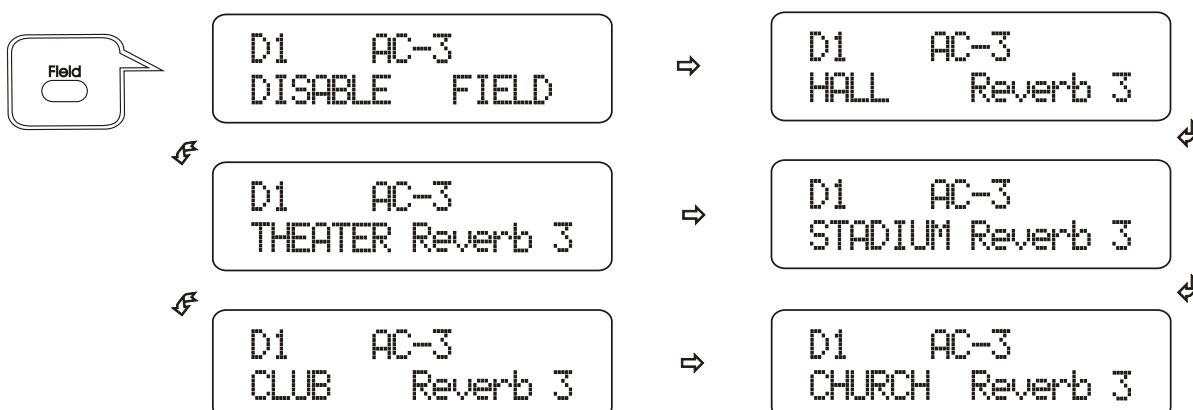 Field
D1 AC-3
DISABLE FIELD
D1 AC-3
HALL Reverb 3
D1 AC-3
THEATER Reverb 3
D1 AC-3
STADIUM Reverb 3
D1 AC-3
CLUB Reverb 3
D1 AC-3
CHURCH Reverb 3